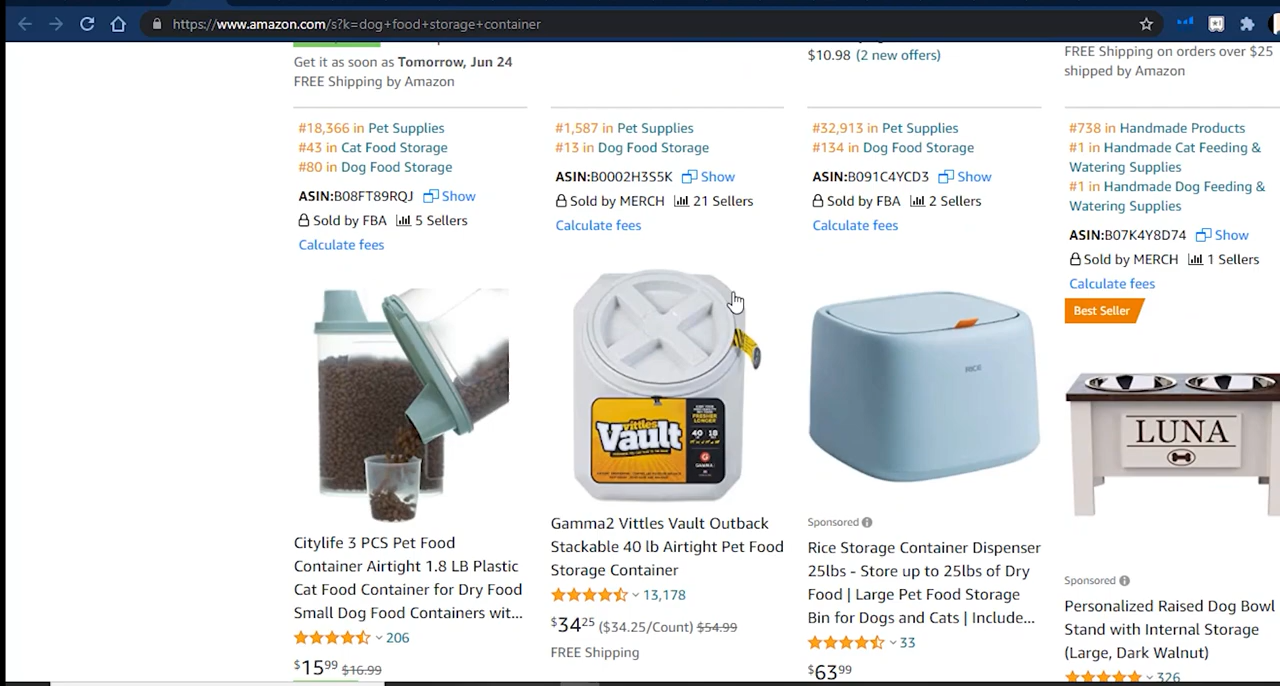 https://www.amazon.com/s?k=dog+food+storage+container
Get it as soon as Tomorrow, Jun 24
FREE Shipping by Amazon
#18,366 in Pet Supplies
#43 in Cat Food Storage
#80 in Dog Food Storage
ASIN:B08FT89RQJ Show
Sold by FBA 5 Sellers
Calculate fees
Citylife 3 PCS Pet Food
Container Airtight 1.8 LB Plastic
Cat Food Container for Dry Food
Small Dog Food Containers wit...
206
$15.99 $16.99
#1,587 in Pet Supplies
#13 in Dog Food Storage
ASIN:B0002H3S5K Show
Sold by MERCH 21 Sellers
Calculate fees
vittles
Vault
40 18
GAMMA2
Gamma2 Vittles Vault Outback
Stackable 40 lb Airtight Pet Food
Storage Container
13,178
$34.25 ($34.25/Count) $54.99
FREE Shipping
$10.98 (2 new offers)
#32,913 in Pet Supplies
#134 in Dog Food Storage
ASIN:B091C4YCD3 Show
Sold by FBA 2 Sellers
Calculate fees
RICE
Sponsored
Rice Storage Container Dispenser
25lbs - Store up to 25lbs of Dry
Food | Large Pet Food Storage
Bin for Dogs and Cats | Include...
33
$63.99
FREE Shipping on orders over $25
shipped by Amazon
#738 in Handmade Products
#1 in Handmade Cat Feeding &
Watering Supplies
#1 in Handmade Dog Feeding &
Watering Supplies
ASIN:B07K4Y8D74 Show
Sold by MERCH 1 Sellers
Calculate fees
Best Seller
LUNA
Sponsored
Personalized Raised Dog Bowl
Stand with Internal Storage
(Large, Dark Walnut)
326